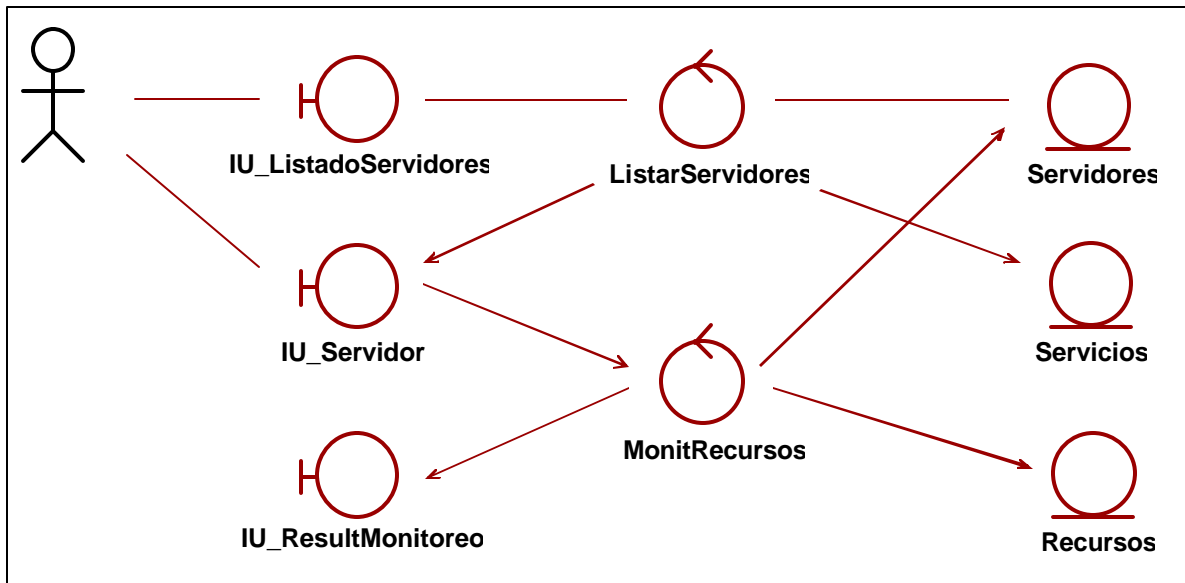 IU_ListadoServidores
ListarServidores
Servidores
IU_Servidor
Servicios
MonitRecursos
IU_ResultMonitoreo
Recursos